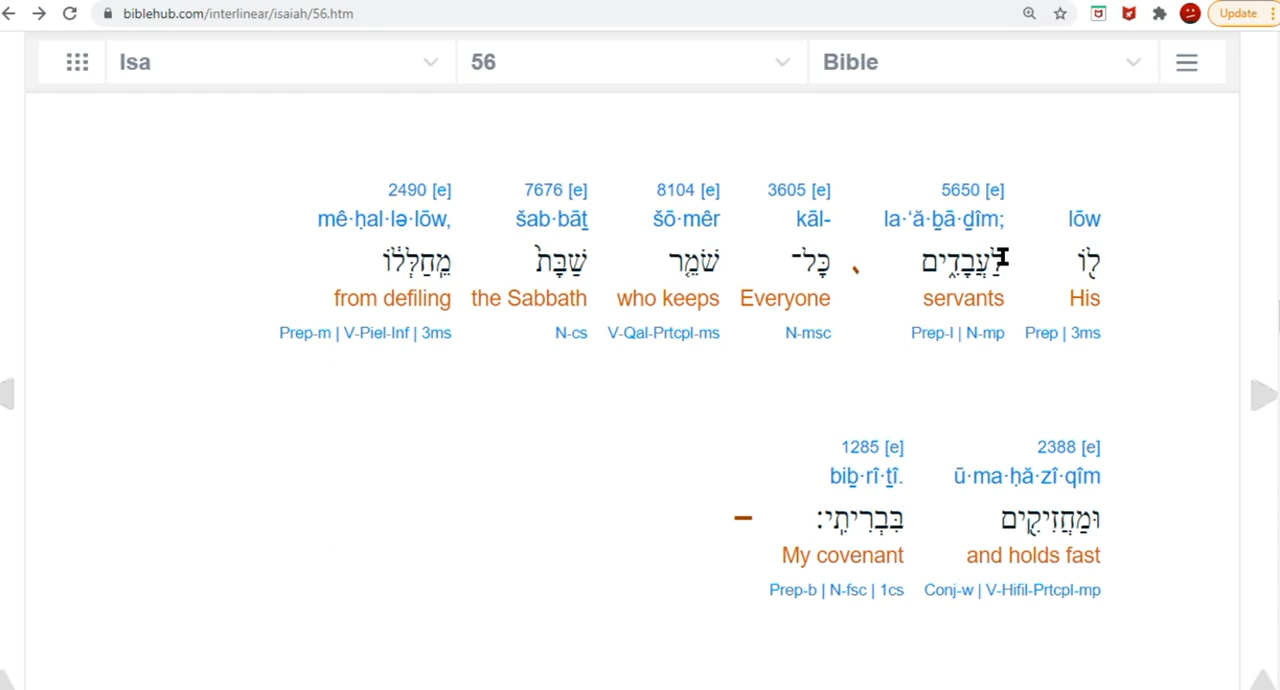 biblehub.com/interlinear/isaiah/56.htm Update
Isa 56 Bible
2490 [e] 7676 [e] 8104 [e] 3605 [e] 5650 [e]
mê·ḥal·lə·lōw, šab·bāṯ šō·mêr kāl- la·‘ă·ḇā·ḏîm; lōw
מֵֽחַלְּל֔וֹ שַׁבָּת֙ שֹׁמֵ֤ר כָּל־ לַעֲבָדִ֑ים ל֖וֹ
from defiling the Sabbath who keeps Everyone ､ servants His
Prep-m | V-Piel-Inf | 3ms N-cs V-Qal-Prtcpl-ms N-msc Prep-l | N-mp Prep | 3ms
1285 [e] 2388 [e]
biḇ·rî·ṯî. ū·ma·ḥă·zî·qîm
– בִּבְרִיתִֽי׃ וּמַחֲזִיקִ֖ים
My covenant and holds fast
Prep-b | N-fsc | 1cs Conj-w | V-Hifil-Prtcpl-mp